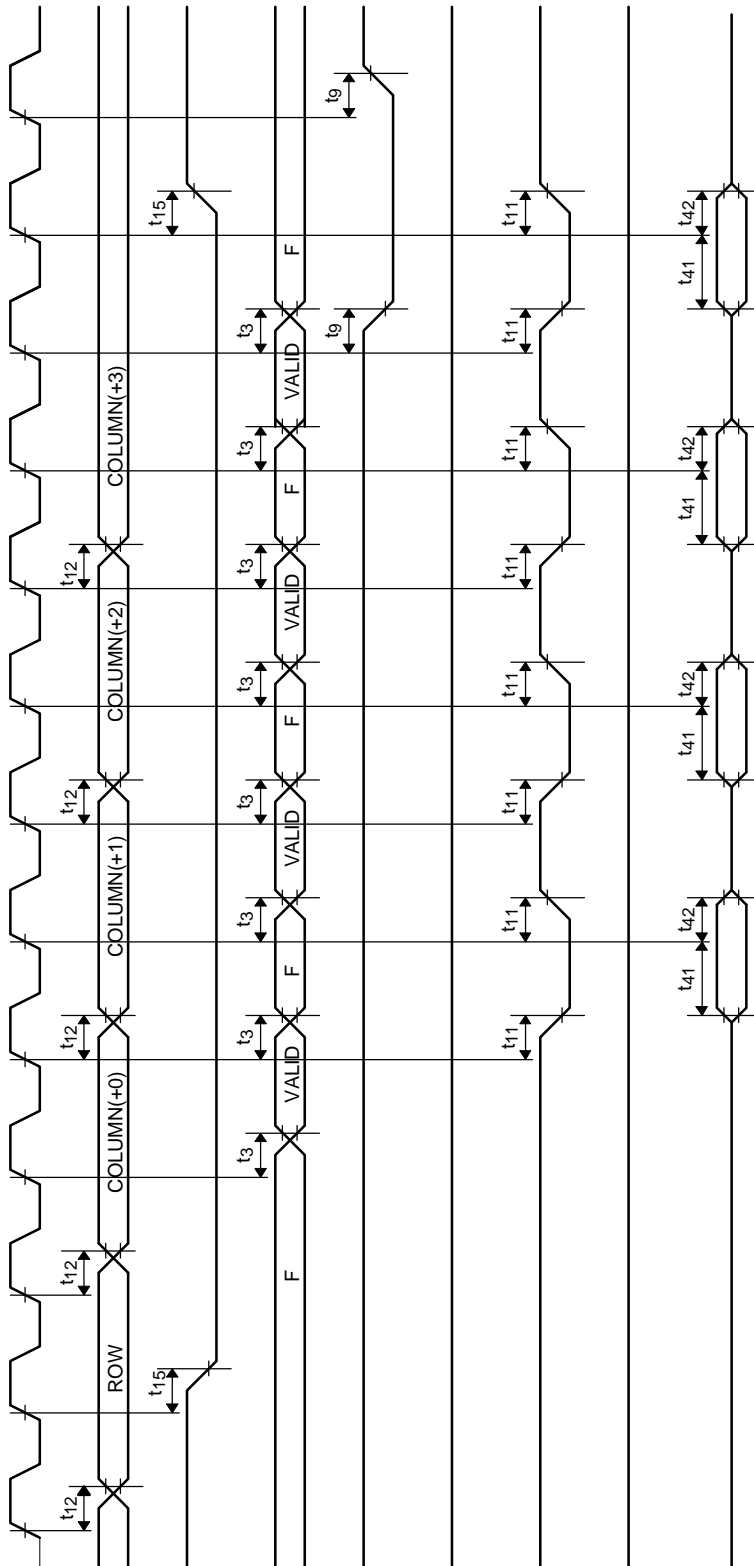 t12 t12 t12 t12 t12
ROW COLUMN(+0) COLUMN(+1) COLUMN(+2) COLUMN(+3)
t15 t15
t3 t3 t3 t3 t3 t3 t3 t3
F VALID F VALID F VALID F VALID F
t9 t9
t11 t11 t11 t11 t11 t11 t11 t11
t41 t42 t41 t42 t41 t42 t41 t42